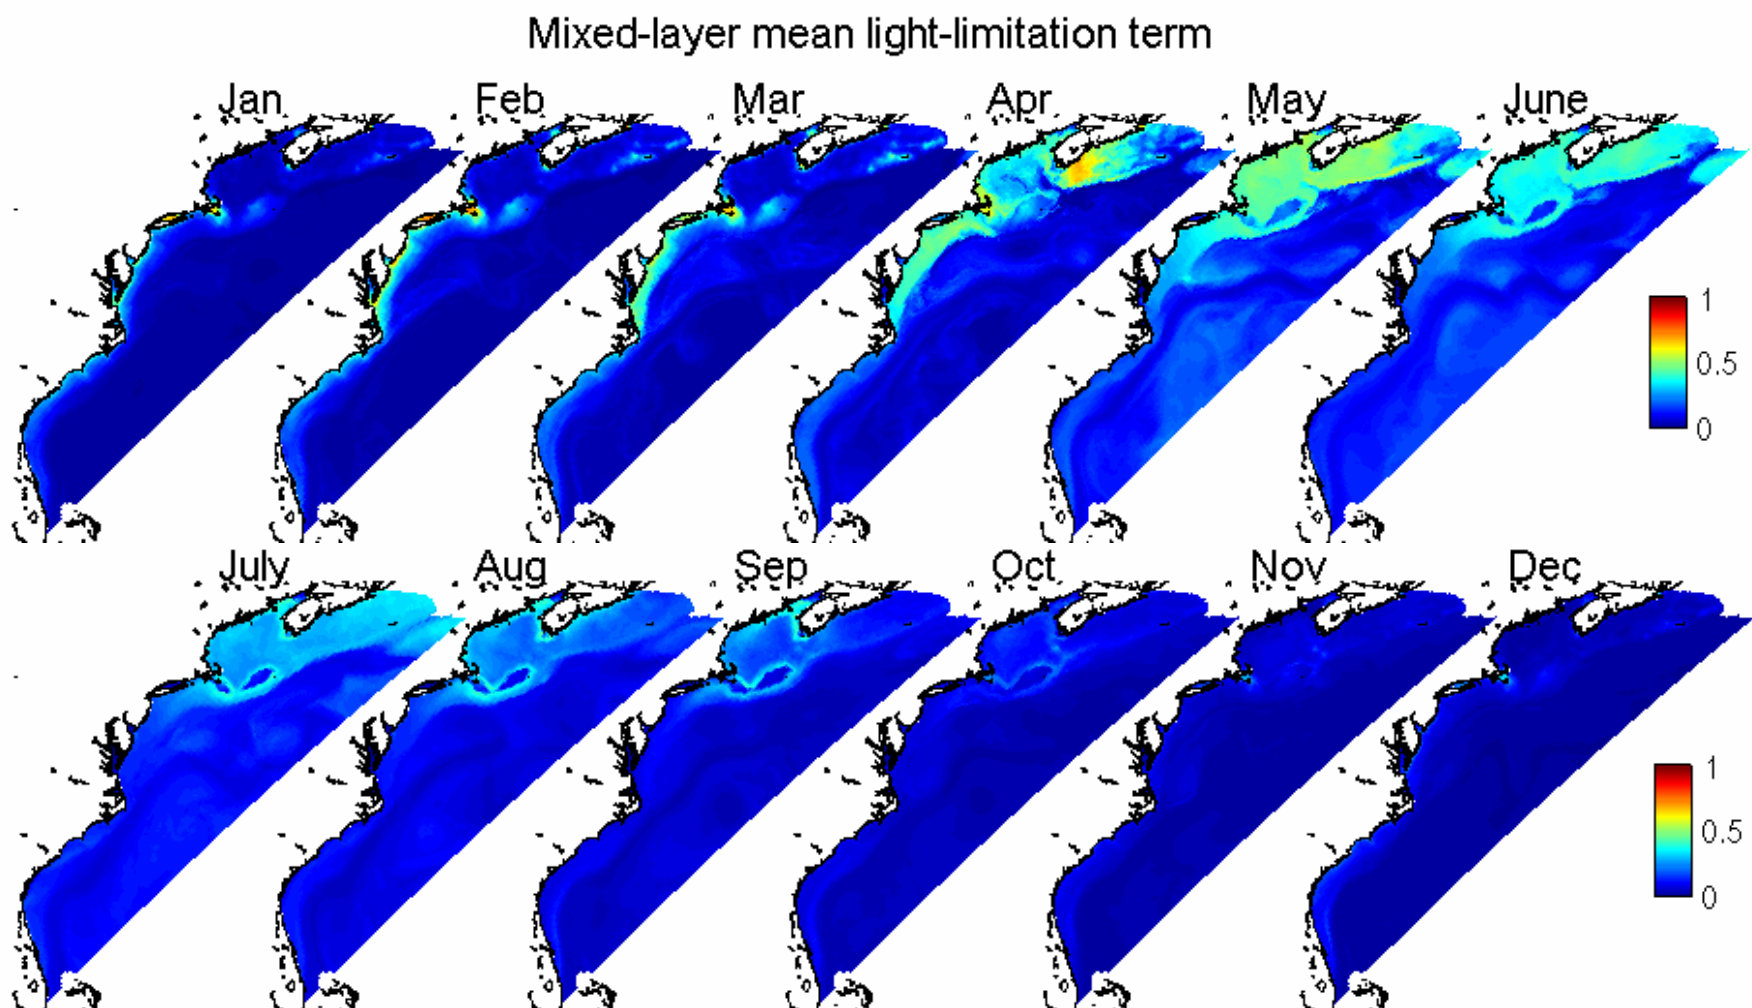 Mixed-layer mean light-limitation term
Jan Feb Mar Apr May June
1
0.5
0
July Aug Sep Oct Nov Dec
1
0.5
0